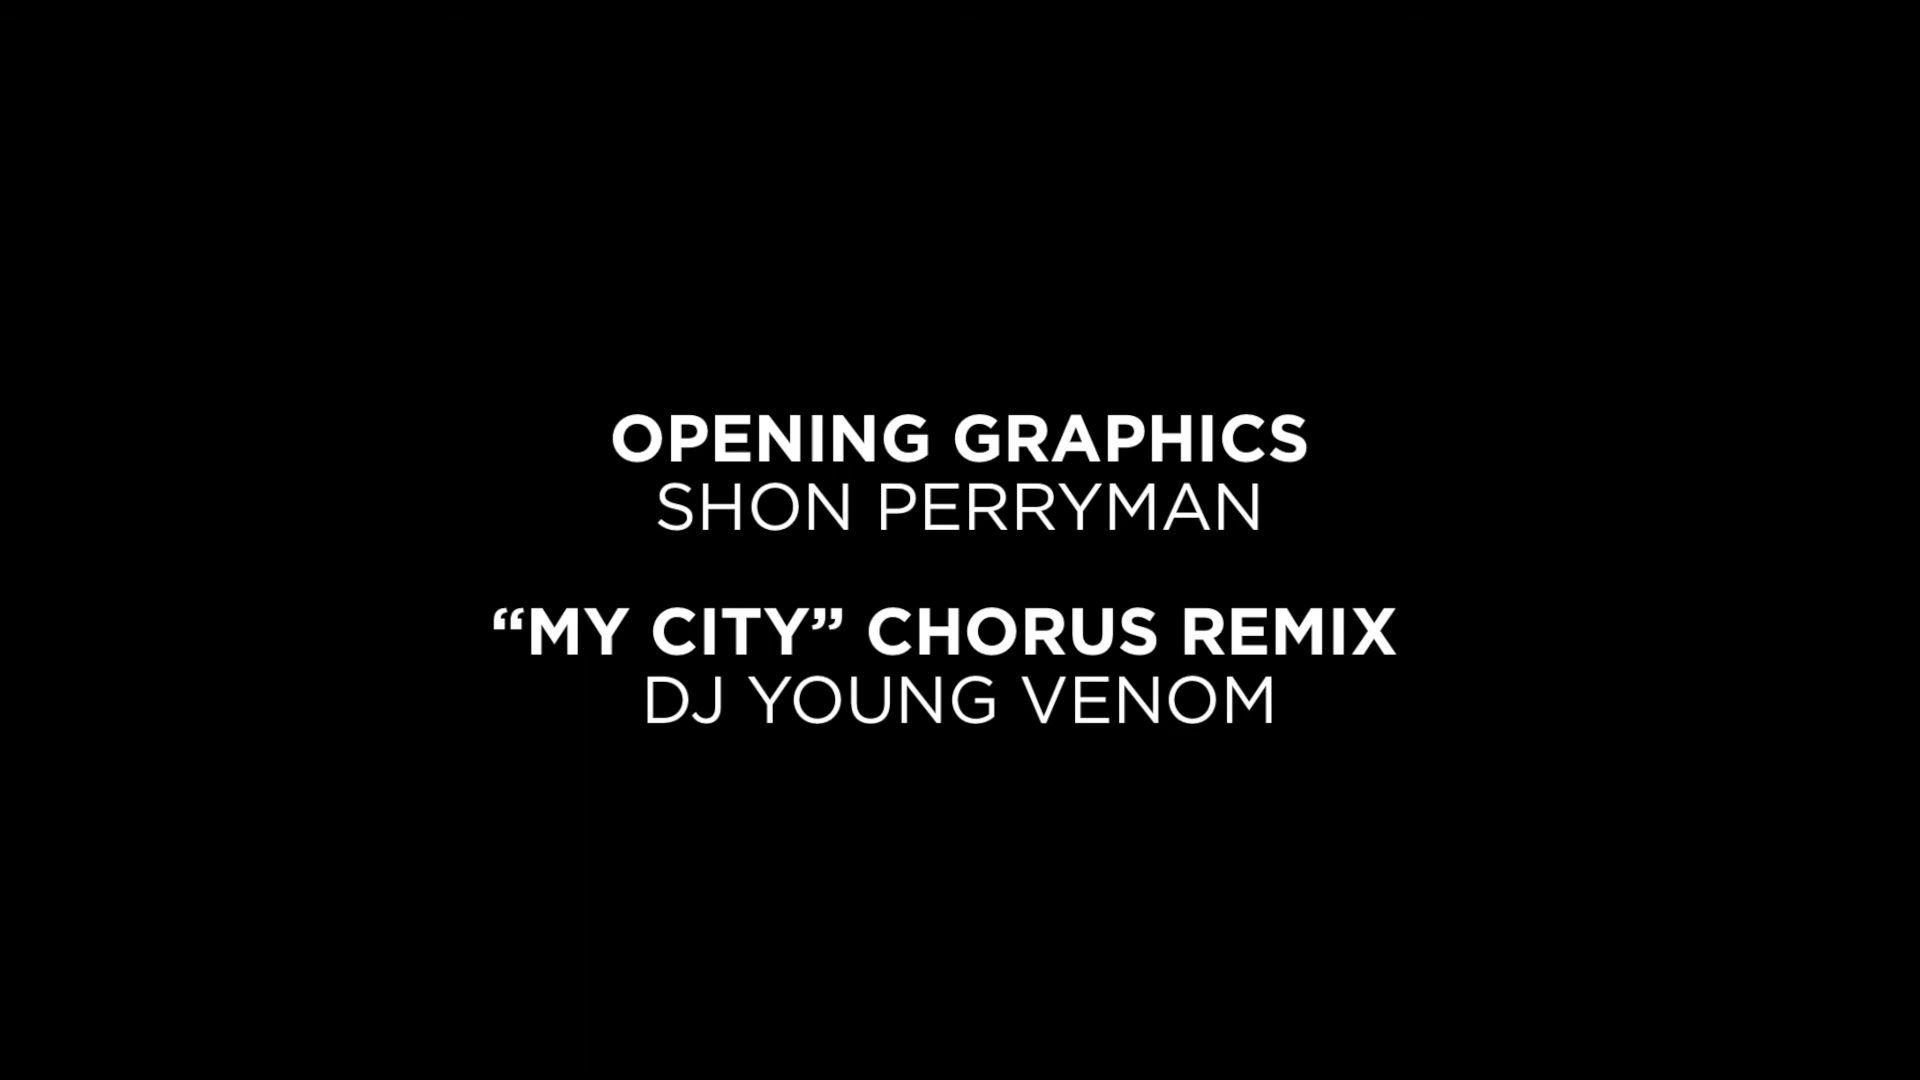 OPENING GRAPHICS
SHON PERRYMAN
“MY CITY” CHORUS REMIX
DJ YOUNG VENOM